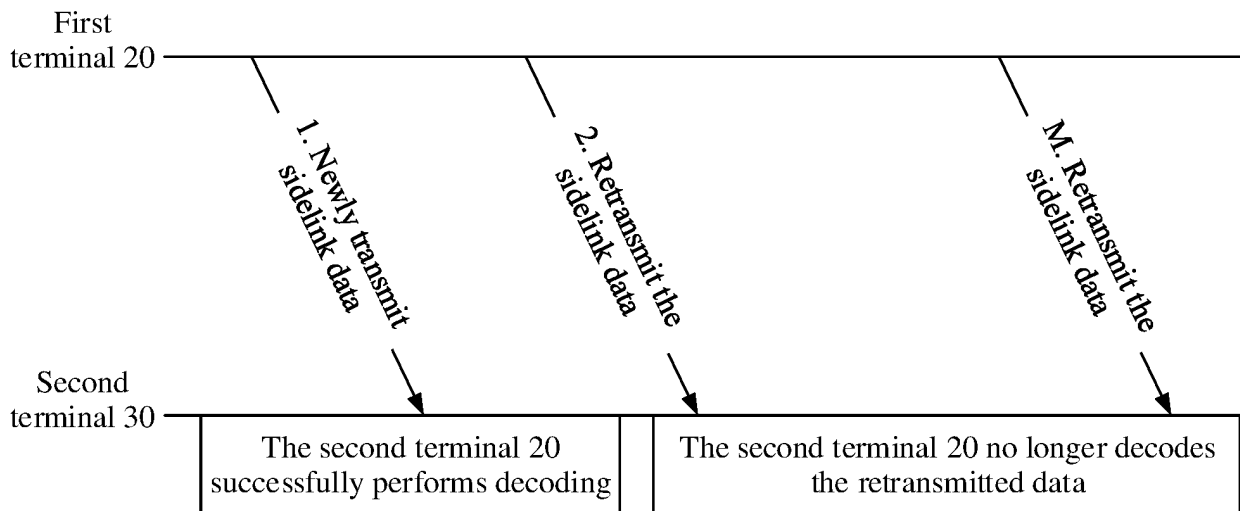 First
terminal 20
1. Newly transmit
sidelink data
2. Retransmit the
sidelink data
M. Retransmit the
sidelink data
Second
terminal 30
The second terminal 20
successfully performs decoding
The second terminal 20 no longer decodes
the retransmitted data